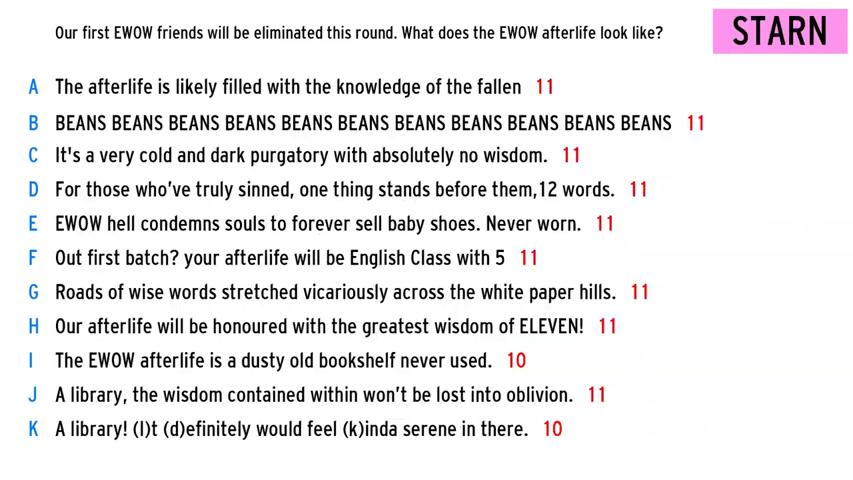 Our first EWOW friends will be eliminated this round. What does the EWOW afterlife look like?
STARN
A The afterlife is likely filled with the knowledge of the fallen 11
B BEANS BEANS BEANS BEANS BEANS BEANS BEANS BEANS BEANS BEANS BEANS 11
C It's a very cold and dark purgatory with absolutely no wisdom. 11
D For those who've truly sinned, one thing stands before them,12 words. 11
E EWOW hell condemns souls to forever sell baby shoes. Never worn. 11
F Out first batch? your afterlife will be English Class with 5 11
G Roads of wise words stretched vicariously across the white paper hills. 11
H Our afterlife will be honoured with the greatest wisdom of ELEVEN! 11
I The EWOW afterlife is a dusty old bookshelf never used. 10
J A library, the wisdom contained within won't be lost into oblivion. 11
K A library! (I)t (d)efinitely would feel (k)inda serene in there. 10